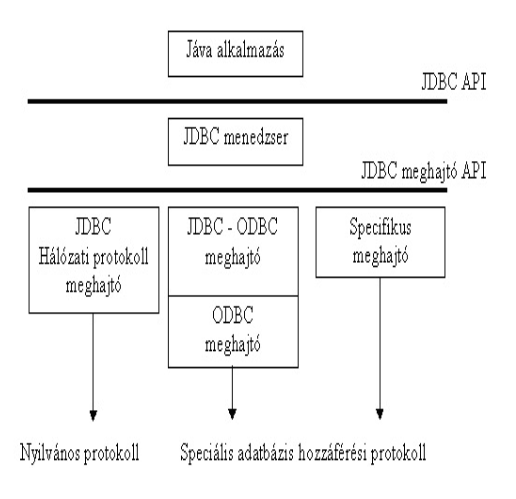 Jáva alkalmazás
JDBC API
JDBC menedzser
JDBC meghajtó API
JDBC
Hálózati protokoll
meghajtó
JDBC - ODBC
meghajtó
ODBC
meghajtó
Specifikus
meghajtó
Nyilvános protokoll
Speciális adatbázis hozzáférési protokoll